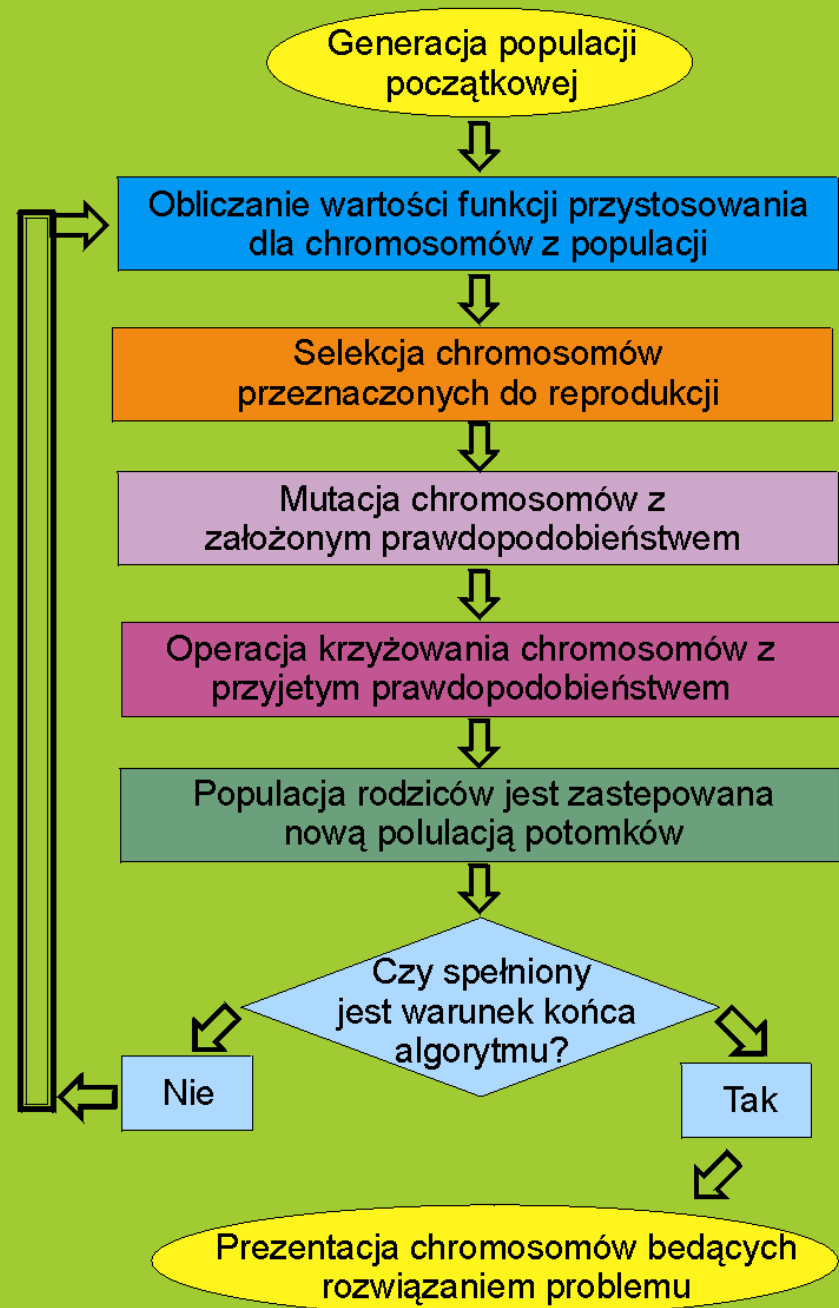 Generacja populacji
początkowej
Obliczanie wartości funkcji przystosowania
dla chromosomów z populacji
Selekcja chromosomów
przeznaczonych do reprodukcji
Mutacja chromosomów z
założonym prawdopodobieństwem
Operacja krzyżowania chromosomów z
przyjetym prawdopodobieństwem
Populacja rodziców jest zastepowana
nową polulacją potomków
Czy spełniony
jest warunek końca
algorytmu?
Nie
Tak
Prezentacja chromosomów bedących
rozwiązaniem problemu